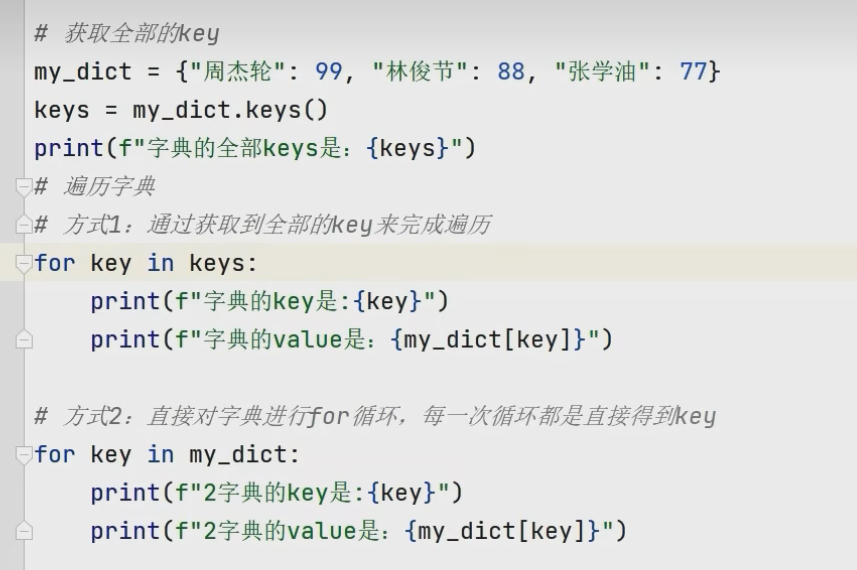 # 获取全部的key
my_dict = {"周杰轮": 99, "林俊节": 88, "张学油": 77}
keys = my_dict.keys()
print(f"字典的全部keys是：{keys}")
# 遍历字典
# 方式1：通过获取到全部的key来完成遍历
for key in keys:
    print(f"字典的key是:{key}")
    print(f"字典的value是：{my_dict[key]}")
# 方式2：直接对字典进行for循环，每一次循环都是直接得到key
for key in my_dict:
    print(f"2字典的key是:{key}")
    print(f"2字典的value是：{my_dict[key]}")